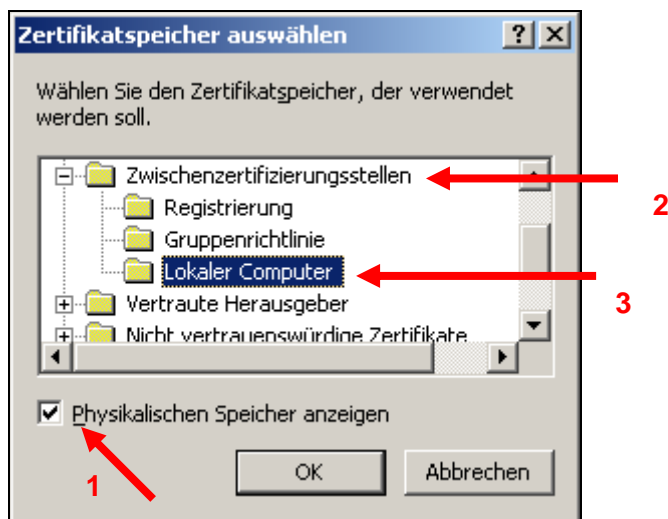 Zertifikatspeicher auswählen
Wählen Sie den Zertifikatspeicher, der verwendet
werden soll.
Zwischenzertifizierungsstellen
2
Registrierung
Gruppenrichtlinie
Lokaler Computer
3
Vertraute Herausgeber
Nicht vertrauenswürdige Zertifikate
Physikalischen Speicher anzeigen
1
OK Abbrechen